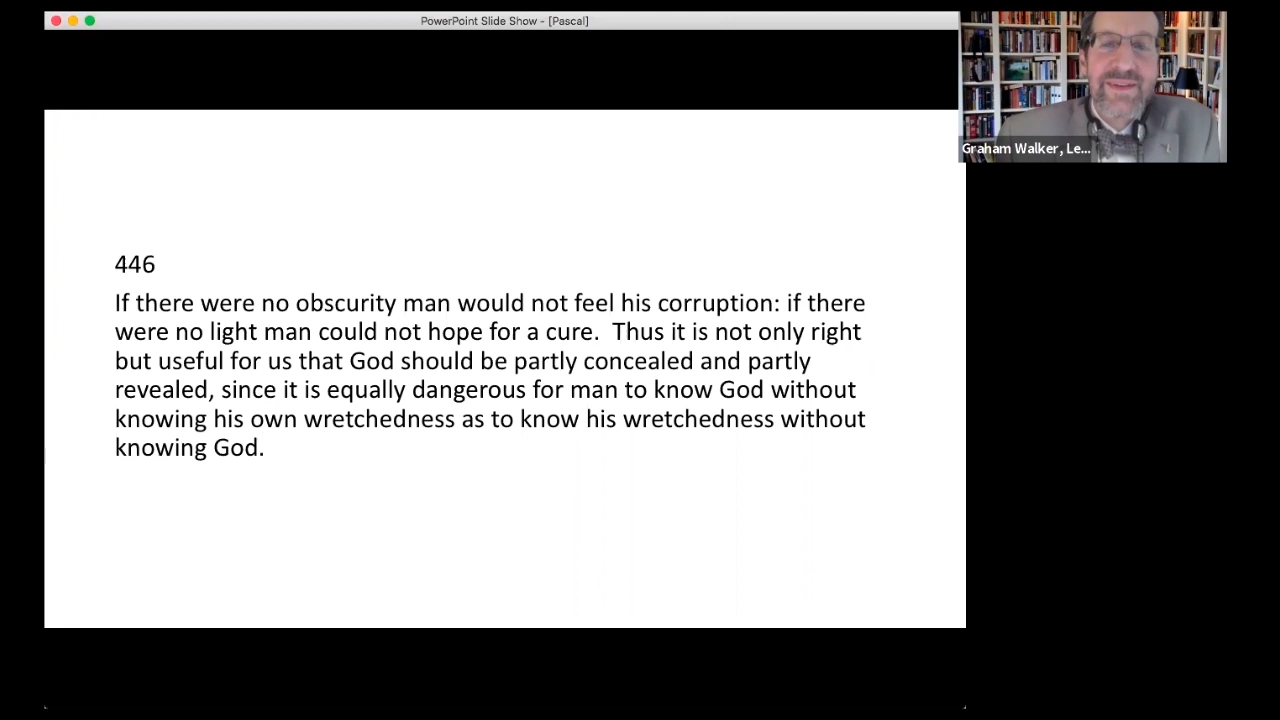 PowerPoint Slide Show - [Pascal]
Graham Walker, Le...
446
If there were no obscurity man would not feel his corruption: if there
were no light man could not hope for a cure.  Thus it is not only right
but useful for us that God should be partly concealed and partly
revealed, since it is equally dangerous for man to know God without
knowing his own wretchedness as to know his wretchedness without
knowing God.